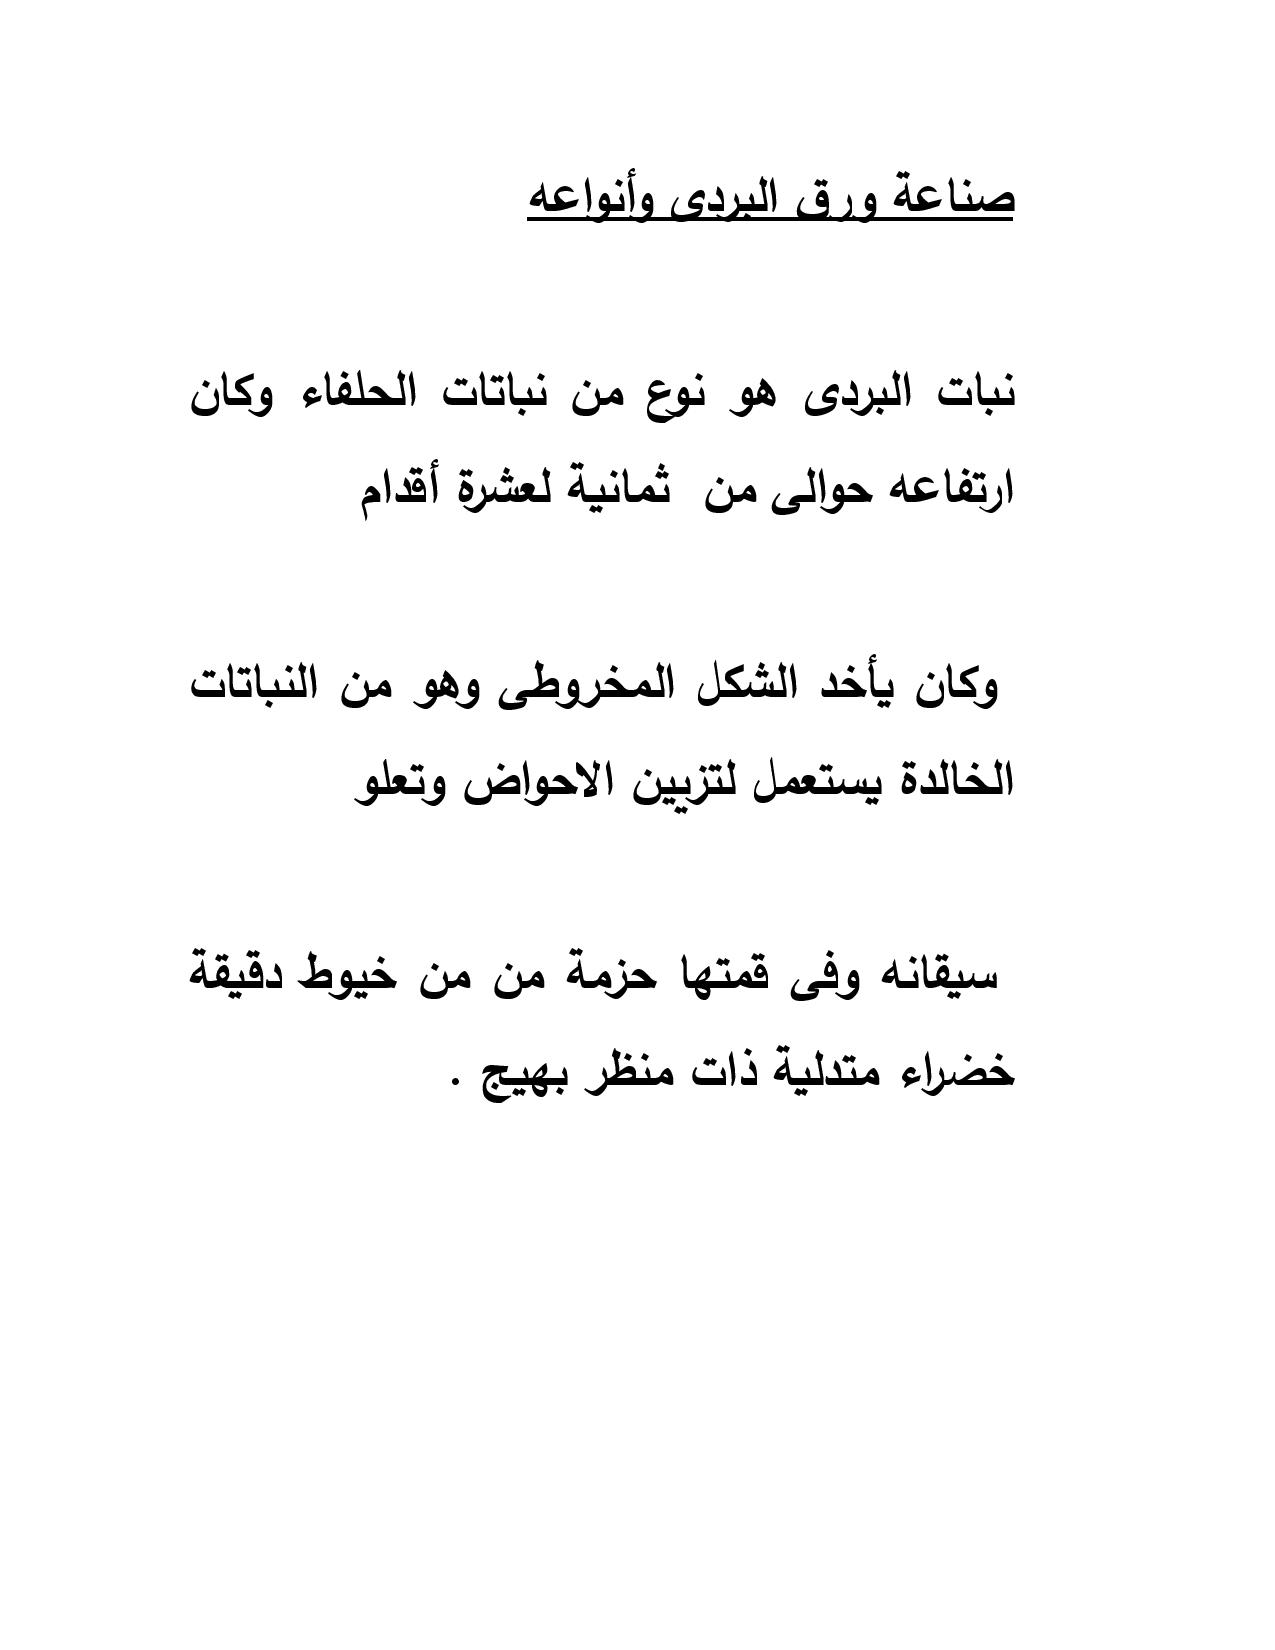 صناعة ورق البردى وأنواعه
نبات البردى هو نوع من نباتات الحلفاء وكان
ارتفاعه حوالى من ثمانية لعشرة أقدام
وكان يأخد الشكل المخروطى وهو من النباتات
الخالدة يستعمل لتزيين الاحواض وتعلو
سيقانه وفى قمتها حزمة من من خيوط دقيقة
خضراء متدلية ذات منظر بهيج .